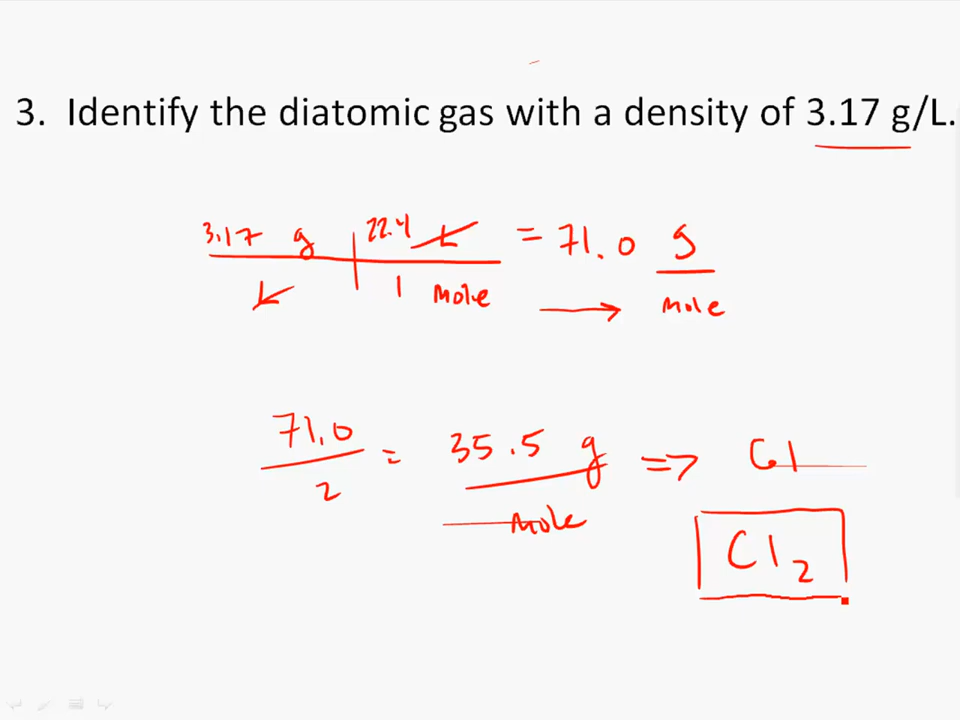 3. Identify the diatomic gas with a density of 3.17 g/L.
3.17 g 22.4 L = 71.0 g
L 1 mole → mole
71.0 = 35.5 g => Cl
2 mole
Cl2